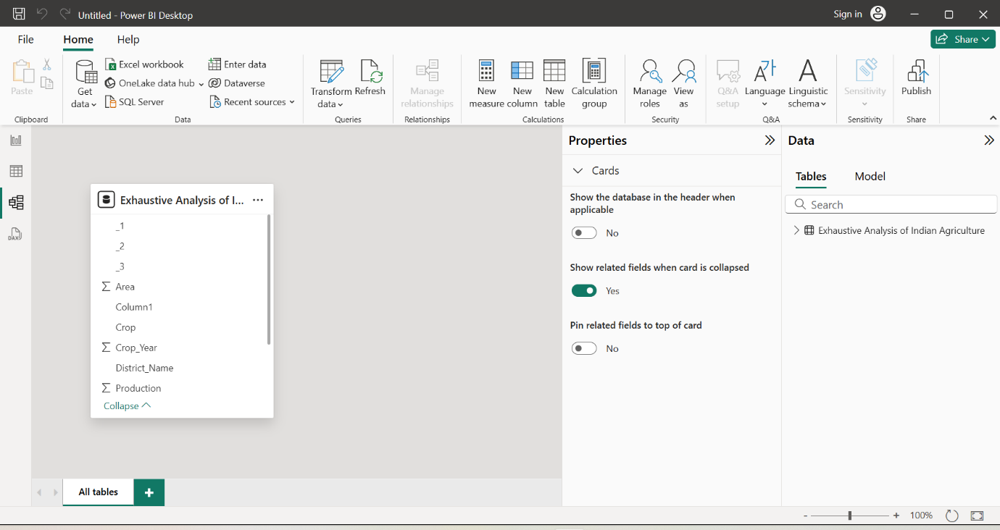 Untitled - Power BI Desktop
Sign in
File
Home
Help
Share
Paste
Clipboard
Get data
Excel workbook
OneLake data hub
SQL Server
Enter data
Dataverse
Recent sources
Data
Transform data
Refresh
Queries
Manage relationships
Relationships
New measure
New column
New table
Calculation group
Calculations
Manage roles
View as
Security
Q&A setup
Language
Linguistic schema
Q&A
Sensitivity
Sensitivity
Publish
Share
DAX
Exhaustive Analysis of I...
_1
_2
_3
Area
Column1
Crop
Crop_Year
District_Name
Production
Collapse
Properties
Cards
Show the database in the header when
applicable
No
Show related fields when card is collapsed
Yes
Pin related fields to top of card
No
Data
Tables
Model
Search
Exhaustive Analysis of Indian Agriculture
All tables
100%